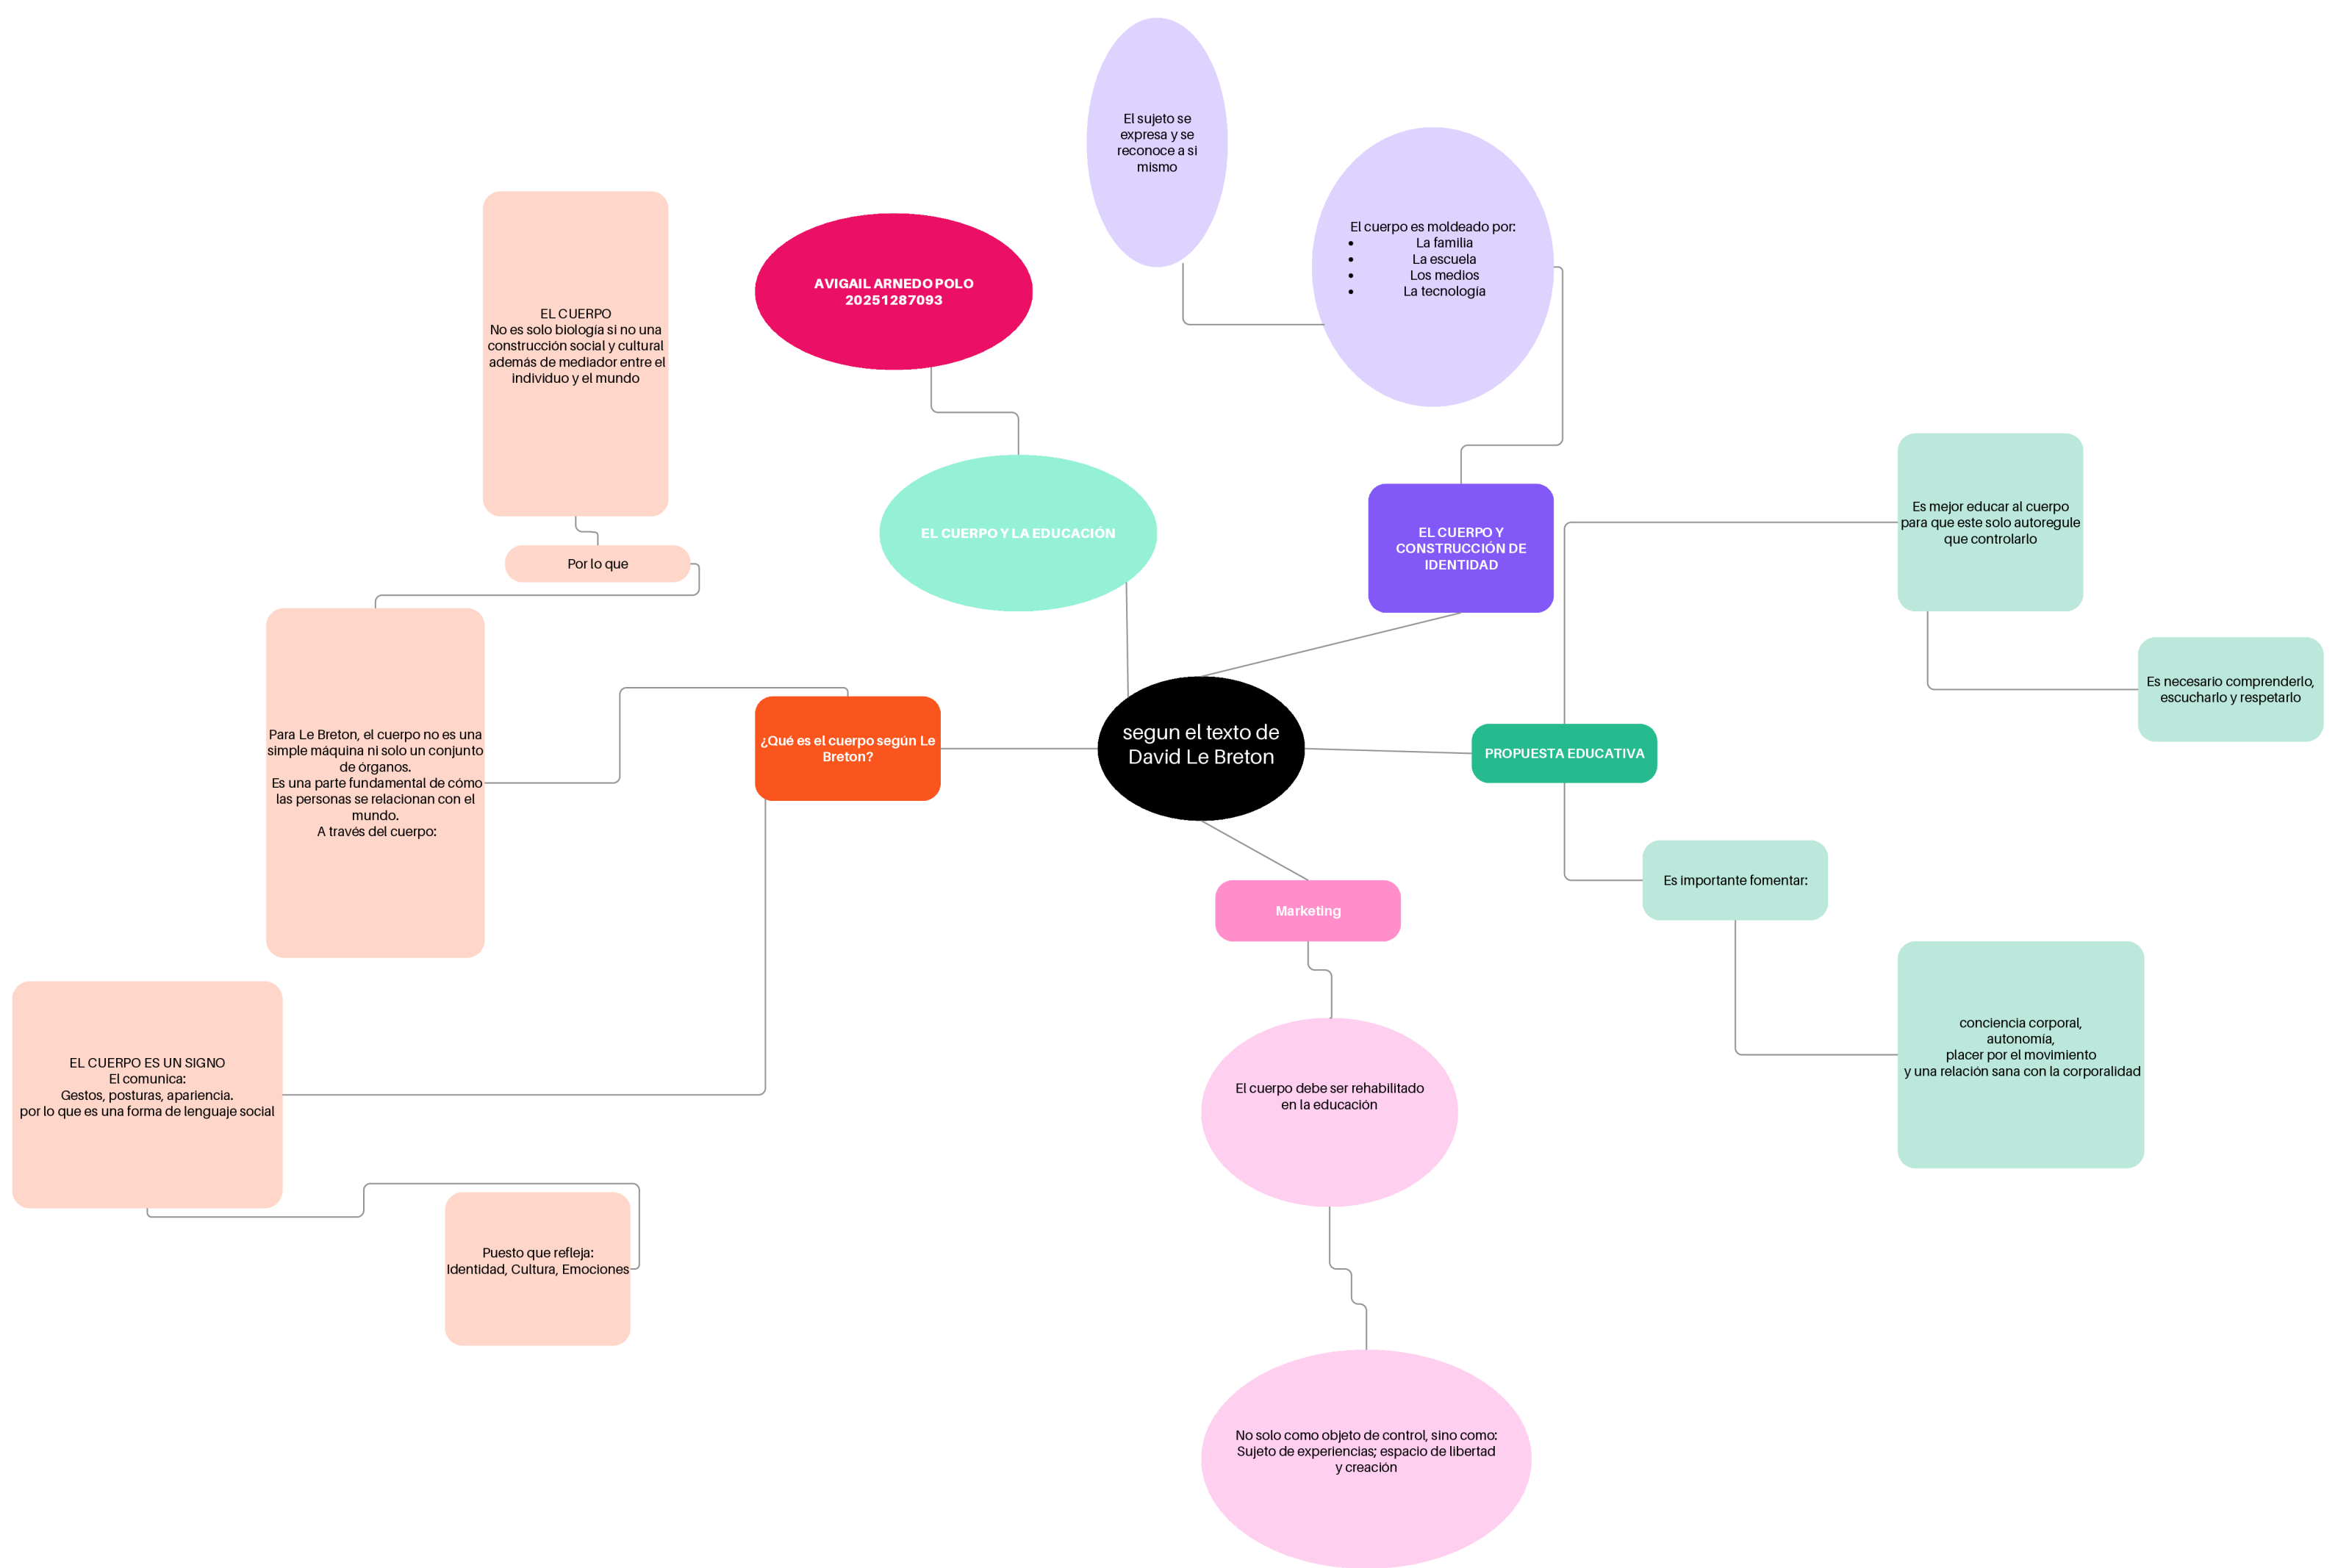 El sujeto se
expresa y se
reconoce a si
mismo
El cuerpo es moldeado por:
• La familia
• La escuela
• Los medios
• La tecnología
AVIGAIL ARNEDO POLO
20251287093
EL CUERPO
No es solo biología si no una
construcción social y cultural
además de mediador entre el
individuo y el mundo
Por lo que
EL CUERPO Y LA EDUCACIÓN
EL CUERPO Y
CONSTRUCCIÓN DE
IDENTIDAD
Es mejor educar al cuerpo
para que este solo autoregule
que controlarlo
Es necesario comprenderlo,
escucharlo y respetarlo
Para Le Breton, el cuerpo no es una
simple máquina ni solo un conjunto
de órganos.
Es una parte fundamental de cómo
las personas se relacionan con el
mundo.
A través del cuerpo:
¿Qué es el cuerpo según Le
Breton?
segun el texto de
David Le Breton
PROPUESTA EDUCATIVA
Es importante fomentar:
Marketing
conciencia corporal,
autonomía,
placer por el movimiento
y una relación sana con la corporalidad
EL CUERPO ES UN SIGNO
El comunica:
Gestos, posturas, apariencia.
por lo que es una forma de lenguaje social
El cuerpo debe ser rehabilitado
en la educación
Puesto que refleja:
Identidad, Cultura, Emociones
No solo como objeto de control, sino como:
Sujeto de experiencias; espacio de libertad
y creación